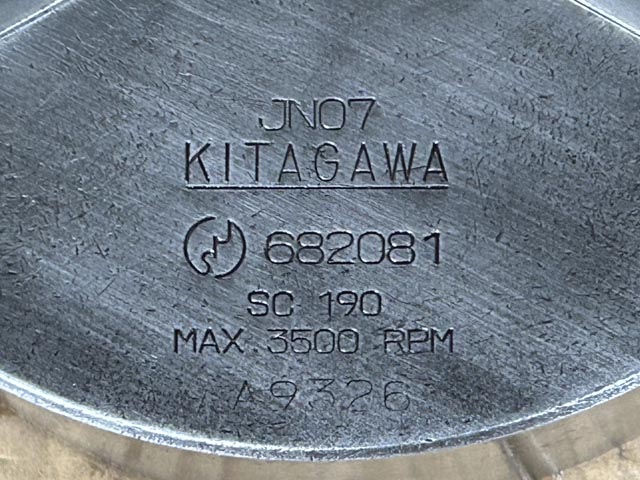 JN07
KITAGAWA
682081
SC 190
MAX. 3500 RPM
A9326